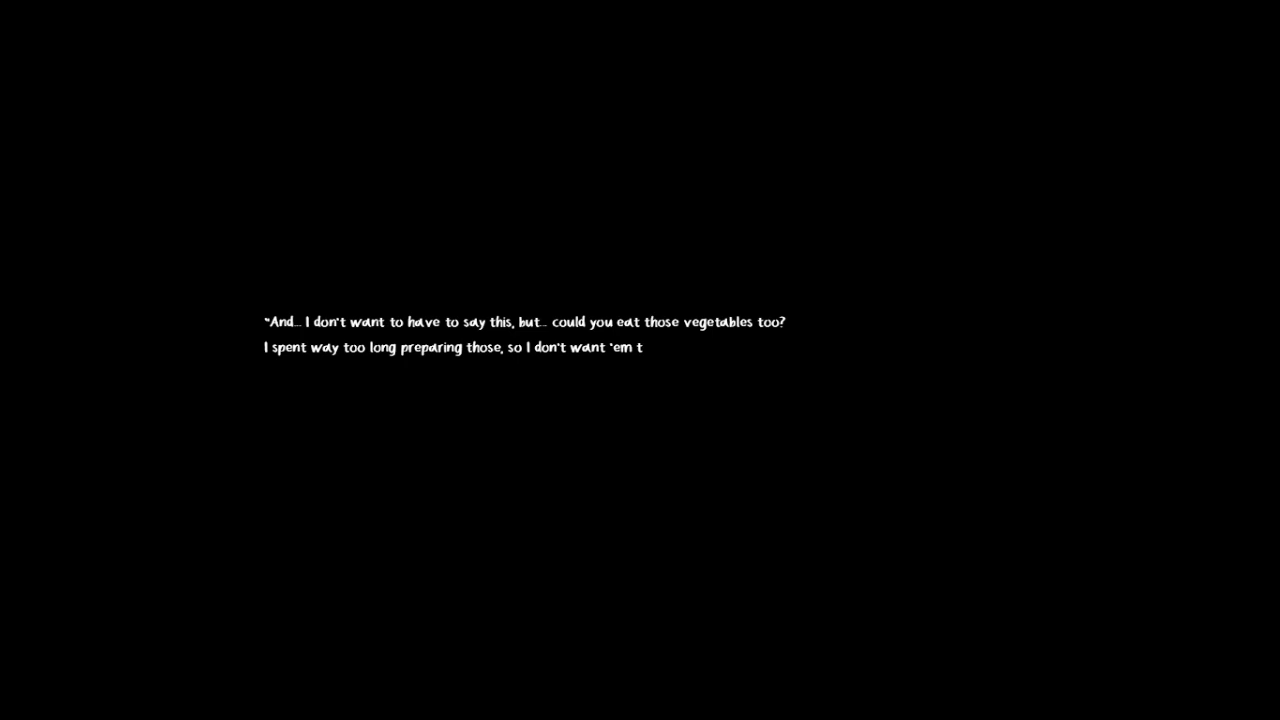 "And... I don't want to have to say this, but... could you eat those vegetables too?
I spent way too long preparing those, so I don't want 'em t